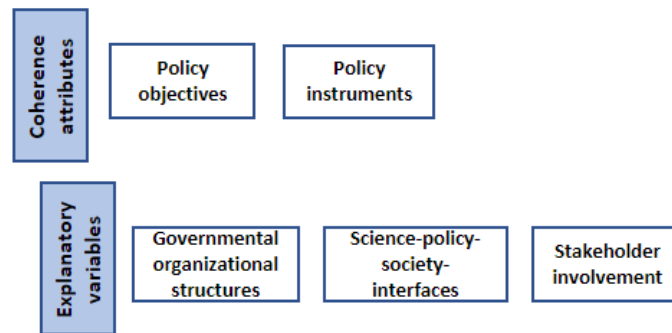 Coherence
attributes
Policy
objectives
Policy
instruments
Explanatory
variables
Governmental
organizational
structures
Science-policy-
society-
interfaces
Stakeholder
involvement